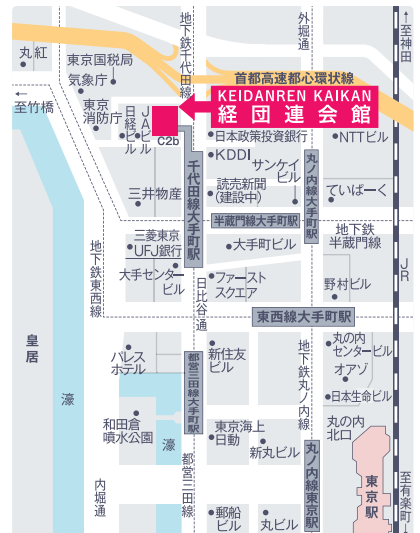 地下鉄千代田線
外堀通
至神田
丸紅
東京国税局
気象庁
首都高速都心環状線
至竹橋
東京
消防庁
日経ビル
JAビル
KEIDANREN KAIKAN
経団連会館
C2b
日本政策投資銀行
NTTビル
KDDI
サンケイ
ビル
千代田線大手町駅
丸ノ内線大手町駅
読売新聞
(建設中)
ていぱーく
三井物産
半蔵門線大手町駅
地下鉄
半蔵門線
三菱東京
UFJ銀行
大手町ビル
地下鉄東西線
大手センター
ビル
日比谷通
ファースト
スクエア
野村ビル
JR
東西線大手町駅
皇居
パレス
ホテル
都営三田線大手町駅
新住友
ビル
地下鉄丸ノ内線
丸の内
センタービル
オアゾ
日本生命ビル
濠
和田倉
噴水公園
濠
東京海上
日動
新丸ビル
丸の内
北口
丸ノ内線東京駅
東京駅
内堀通
都営三田線
郵船
ビル
丸ビル
至有楽町